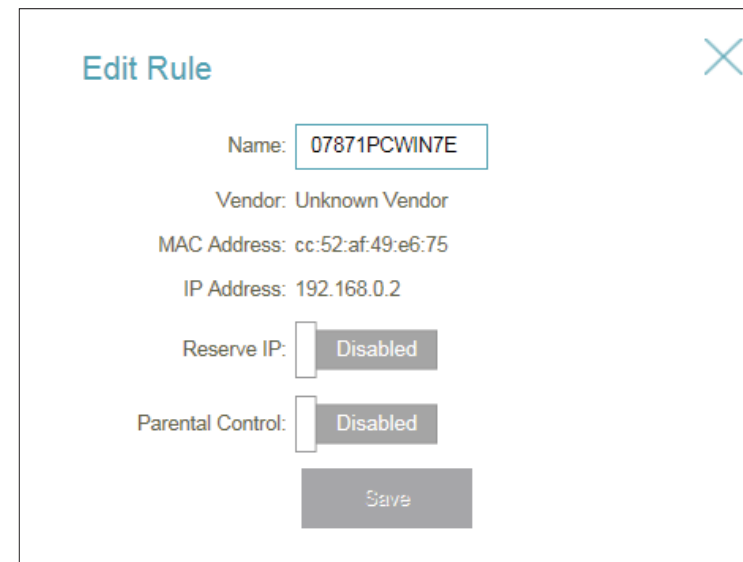 Edit Rule
Name: 07871PCWIN7E
Vendor: Unknown Vendor
MAC Address: cc:52:af:49:e6:75
IP Address: 192.168.0.2
Reserve IP: Disabled
Parental Control: Disabled
Save